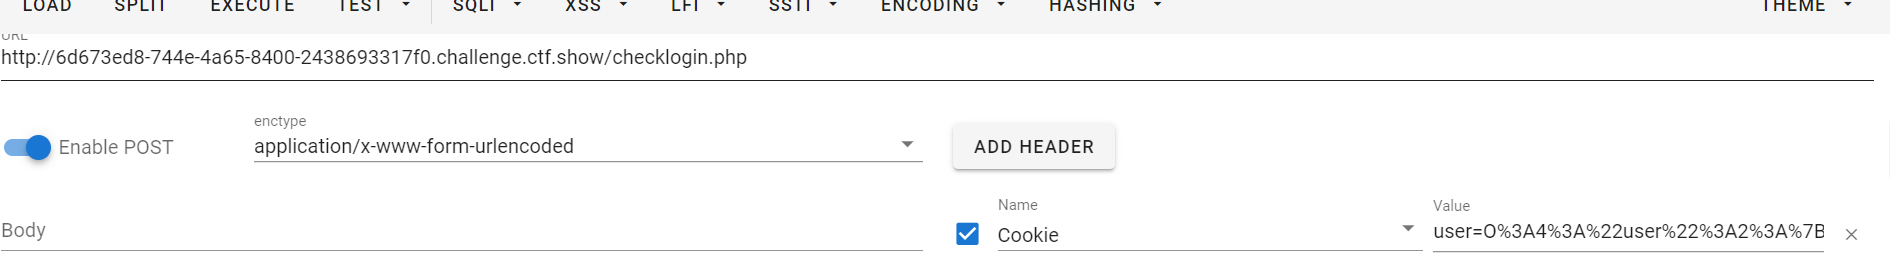 LOAD SPLIT EXECUTE TEST SQLI XSS LFI SSTI ENCODING HASHING THEME
URL
http://6d673ed8-744e-4a65-8400-2438693317f0.challenge.ctf.show/checklogin.php
enctype
Enable POST application/x-www-form-urlencoded ADD HEADER
Name Value
Body Cookie user=O%3A4%3A%22user%22%3A2%3A%7B